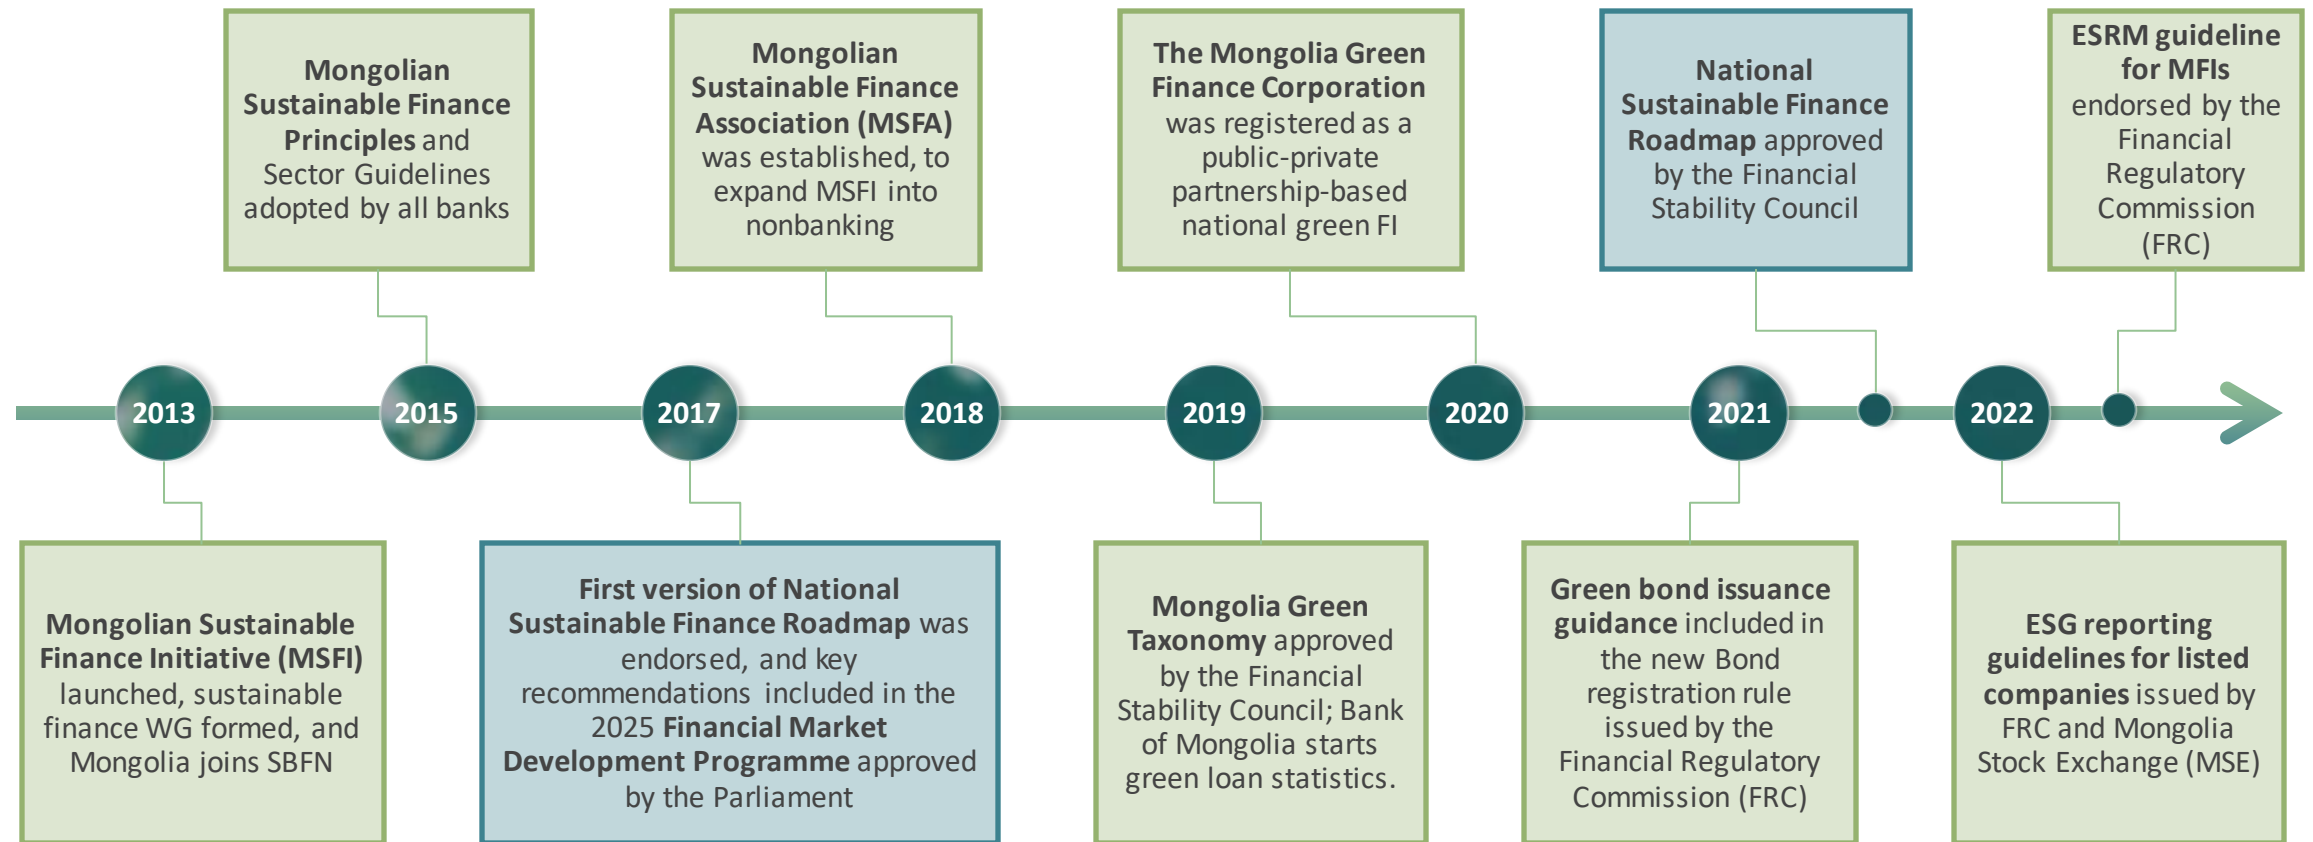 Mongolian
Sustainable Finance
Principles and
Sector Guidelines
adopted by all banks
Mongolian
Sustainable Finance
Association (MSFA)
was established, to
expand MSFI into
nonbanking
The Mongolia Green
Finance Corporation
was registered as a
public-private
partnership-based
national green FI
National
Sustainable Finance
Roadmap approved
by the Financial
Stability Council
ESRM guideline
for MFIs
endorsed by the
Financial
Regulatory
Commission
(FRC)
2013
2015
2017
2018
2019
2020
2021
2022
Mongolian Sustainable
Finance Initiative (MSFI)
launched, sustainable
finance WG formed, and
Mongolia joins SBFN
First version of National
Sustainable Finance Roadmap was
endorsed, and key
recommendations included in the
2025 Financial Market
Development Programme approved
by the Parliament
Mongolia Green
Taxonomy approved
by the Financial
Stability Council; Bank
of Mongolia starts
green loan statistics.
Green bond issuance
guidance included in
the new Bond
registration rule
issued by the
Financial Regulatory
Commission (FRC)
ESG reporting
guidelines for listed
companies issued by
FRC and Mongolia
Stock Exchange (MSE)